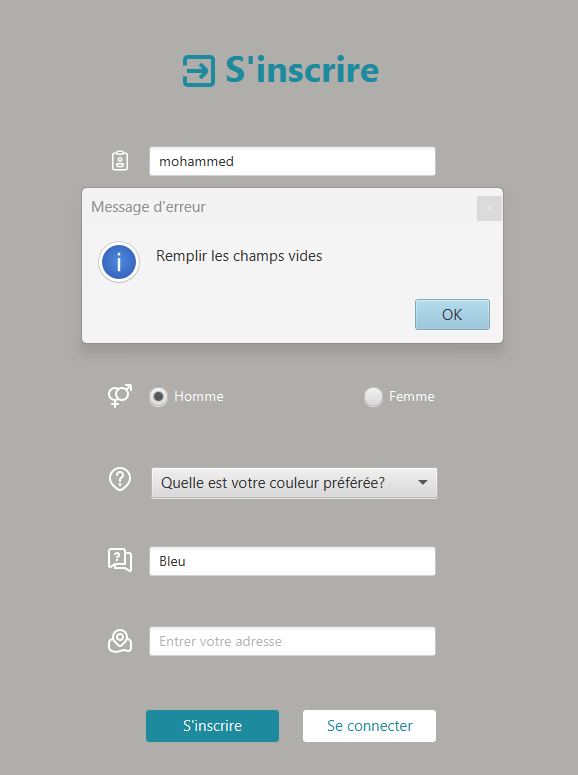 S'inscrire
mohammed
Message d'erreur
Remplir les champs vides
OK
Homme Femme
Quelle est votre couleur préférée?
Bleu
Entrer votre adresse
S'inscrire Se connecter